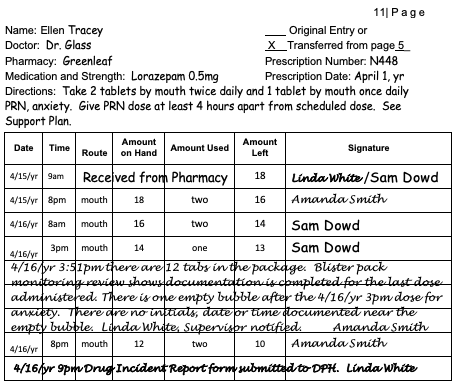 11| P a g e
Name: Ellen Tracey ___ Original Entry or
Doctor: Dr. Glass _X_Transferred from page 5
Pharmacy: Greenleaf Prescription Number: N448
Medication and Strength: Lorazepam 0.5mg Prescription Date: April 1, yr
Directions: Take 2 tablets by mouth twice daily and 1 tablet by mouth once daily
PRN, anxiety. Give PRN dose at least 4 hours apart from scheduled dose. See
Support Plan.
Date Time Route Amount on Hand Amount Used Amount Left Signature
4/15/yr 9am Received from Pharmacy 18 Linda White/Sam Dowd
4/15/yr 8pm mouth 18 two 16 Amanda Smith
4/16/yr 8am mouth 16 two 14 Sam Dowd
4/16/yr 3pm mouth 14 one 13 Sam Dowd
4/16/yr 3:51pm there are 12 tabs in the package. Blister pack
monitoring review shows documentation is completed for the last dose
administered. There is one empty bubble after the 4/16/yr 3pm dose for
anxiety. There are no initials, date or time documented near the
empty bubble. Linda White, Supervisor notified. Amanda Smith
4/16/yr 8pm mouth 12 two 10 Amanda Smith
4/16/yr 9pm Drug Incident Report form submitted to DPH. Linda White